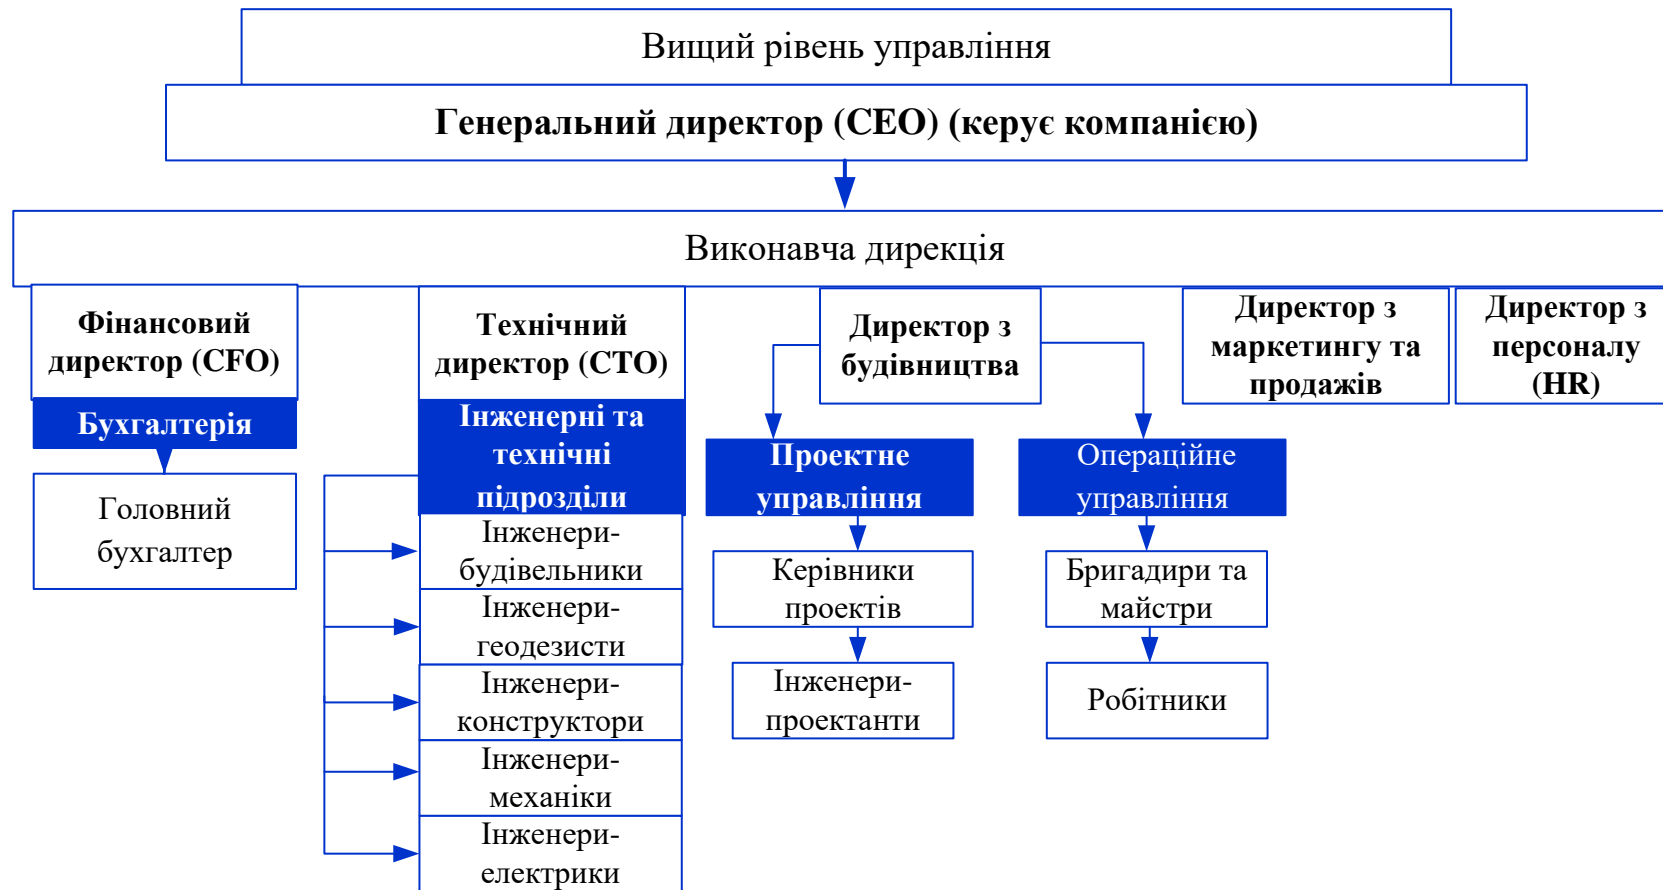 Вищий рівень управління
Генеральний директор (CEO) (керує компанією)
Виконавча дирекція
Фінансовий
директор (CFO)
Бухгалтерія
Головний
бухгалтер
Технічний
директор (CTO)
Інженерні та
технічні
підрозділи
Інженери-
будівельники
Інженери-
геодезисти
Інженери-
конструктори
Інженери-
механіки
Інженери-
електрики
Директор з
будівництва
Проектне
управління
Керівники
проектів
Інженери-
проектанти
Операційне
управління
Бригадири та
майстри
Робітники
Директор з
маркетингу та
продажів
Директор з
персоналу
(HR)